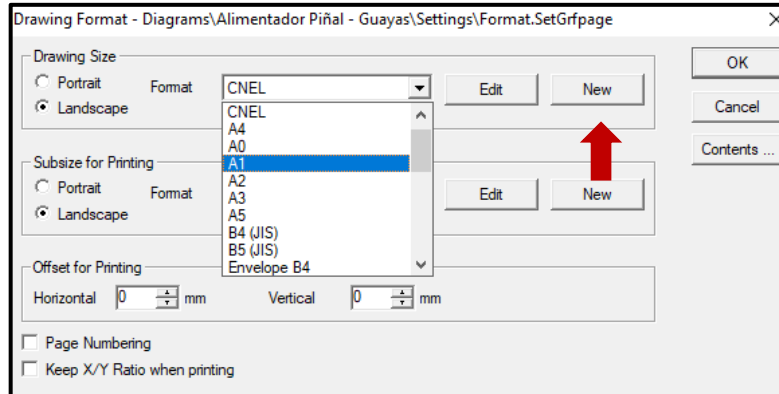 Drawing Format - Diagrams\Alimentador Piñal - Guayas\Settings\Format.SetGrfpage
Drawing Size
Portrait
Landscape
Format
CNEL
Edit
New
CNEL
A4
A0
A1
A2
A3
A5
B4 (JIS)
B5 (JIS)
Envelope B4
Subsize for Printing
Portrait
Landscape
Format
Edit
New
Offset for Printing
Horizontal 0 mm Vertical 0 mm
Page Numbering
Keep X/Y Ratio when printing
OK
Cancel
Contents ...